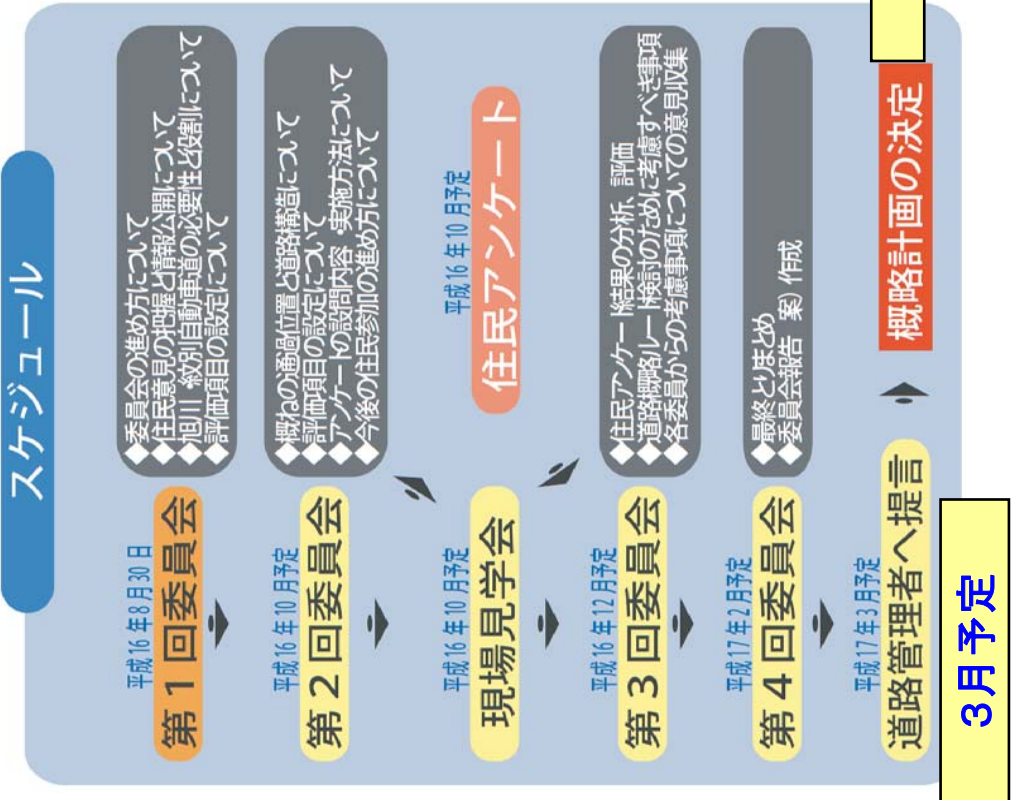 スケジュール
平成16年8月30日
第1回委員会
◆委員会の進め方について
◆住民意見の把握と情報公開について
◆旭川・紋別自動車道の必要性と役割について
◆評価項目の設定について
平成16年10月予定
第2回委員会
◆概ねの通過位置と道路構造について
◆評価項目の設定について
◆アンケートの設問内容・実施方法について
◆今後の住民参加の進め方について
平成16年10月予定
現場見学会
平成16年10月予定
住民アンケート
平成16年12月予定
第3回委員会
◆住民アンケート結果の分析、評価
◆道路概略ルート検討のために考慮すべき事項
◆各委員からの考慮事項についての意見収集
平成17年2月予定
第4回委員会
◆最終とりまとめ
◆委員会報告 案）作成
平成17年3月予定
道路管理者へ提言
概略計画の決定
3月予定